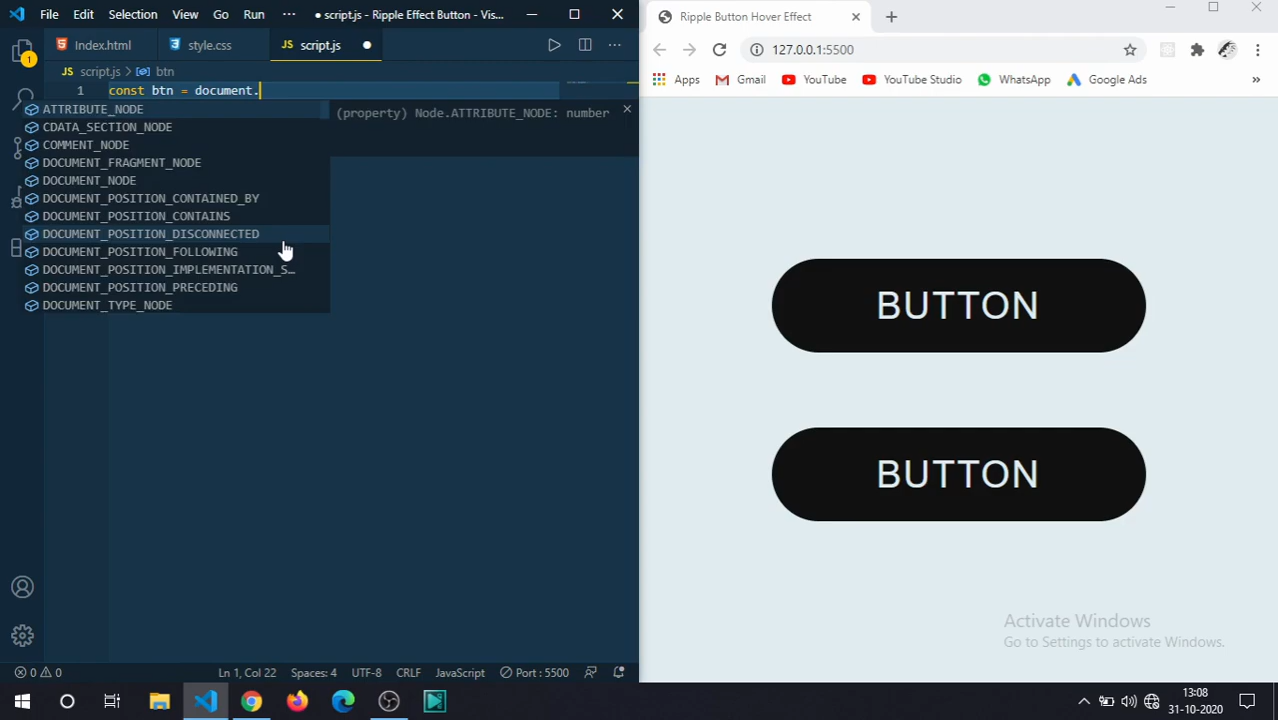 File Edit Selection View Go Run ··· ● script.js - Ripple Effect Button - Vis...
Index.html style.css JS script.js ●
JS script.js › btn
1 const btn = document.
ATTRIBUTE_NODE
(property) Node.ATTRIBUTE_NODE: number
CDATA_SECTION_NODE
COMMENT_NODE
DOCUMENT_FRAGMENT_NODE
DOCUMENT_NODE
DOCUMENT_POSITION_CONTAINED_BY
DOCUMENT_POSITION_CONTAINS
DOCUMENT_POSITION_DISCONNECTED
DOCUMENT_POSITION_FOLLOWING
DOCUMENT_POSITION_IMPLEMENTATION_S…
DOCUMENT_POSITION_PRECEDING
DOCUMENT_TYPE_NODE
1
0 0 Ln 1, Col 22 Spaces: 4 UTF-8 CRLF JavaScript Port : 5500
Ripple Button Hover Effect
127.0.0.1:5500
Apps Gmail YouTube YouTube Studio WhatsApp Google Ads »
BUTTON
BUTTON
Activate Windows
Go to Settings to activate Windows.
13:08
31-10-2020